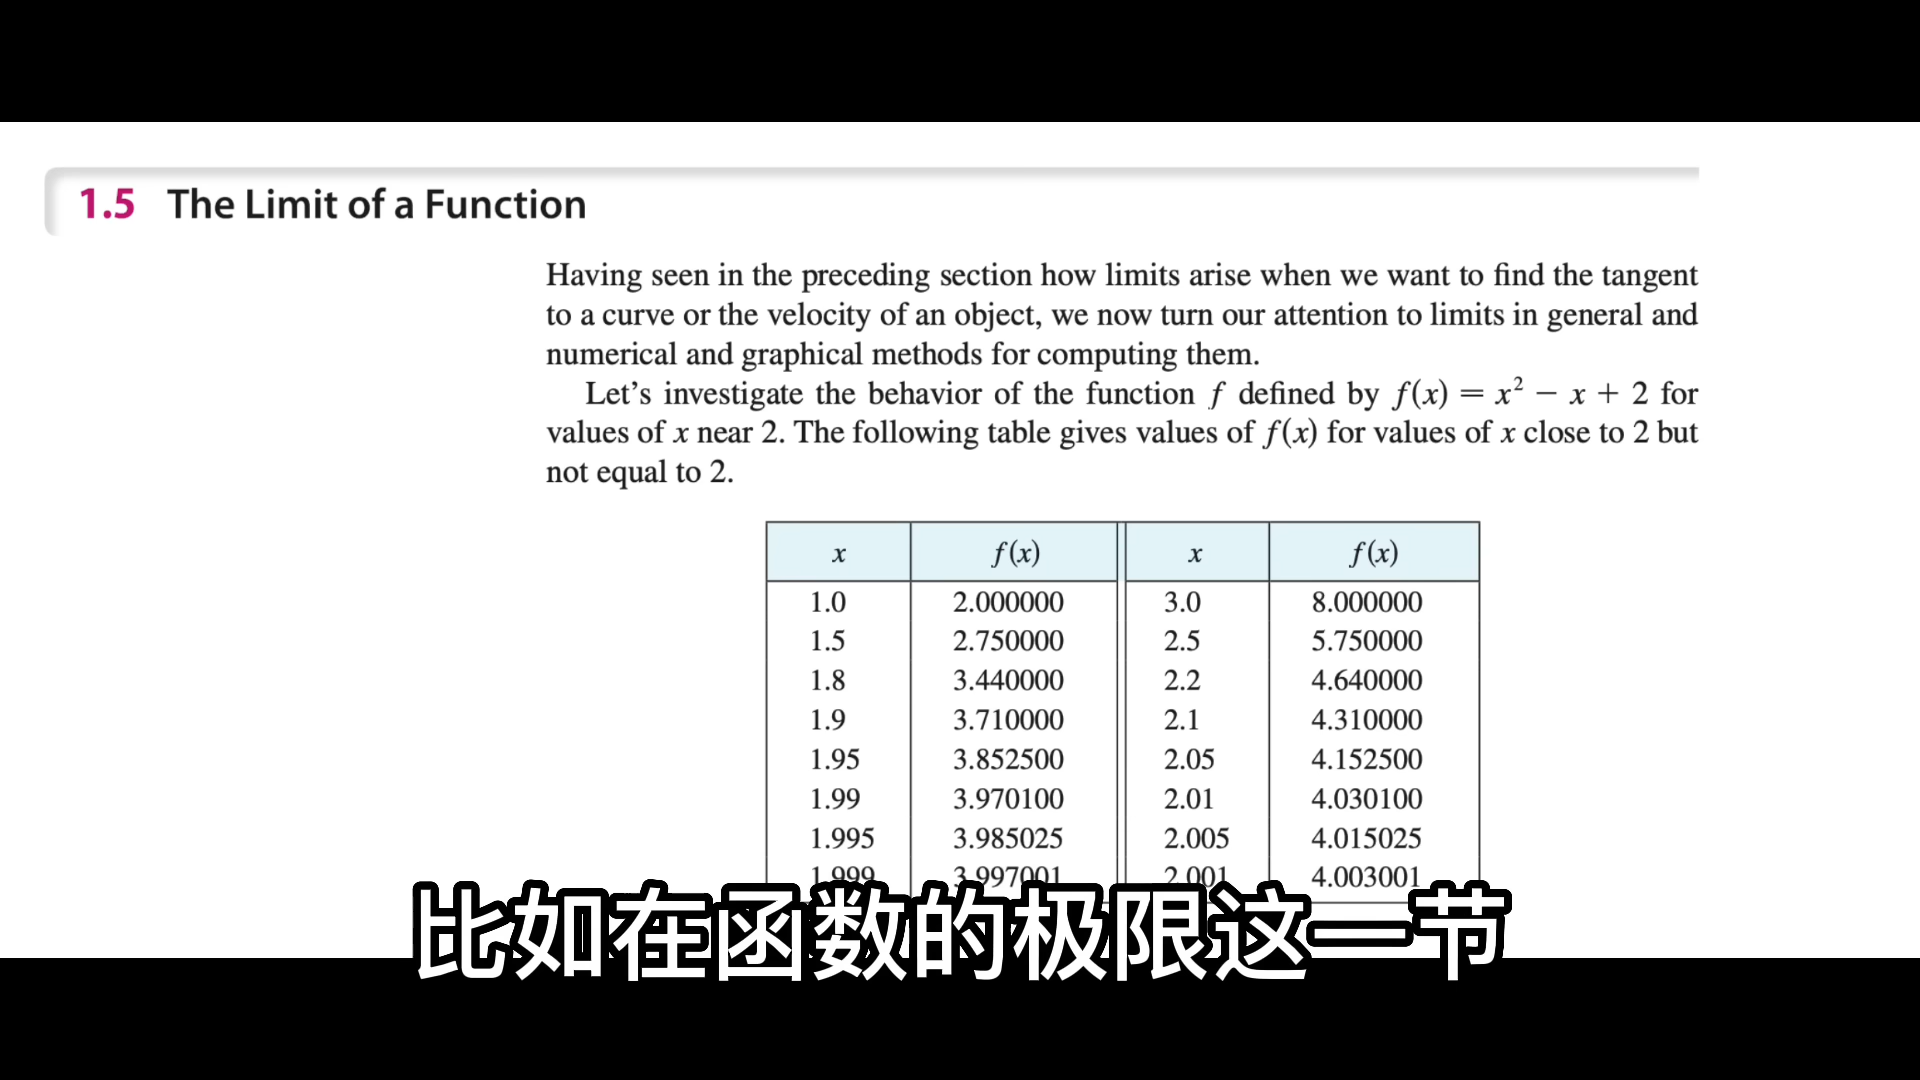 1.5 The Limit of a Function
Having seen in the preceding section how limits arise when we want to find the tangent
to a curve or the velocity of an object, we now turn our attention to limits in general and
numerical and graphical methods for computing them.
Let’s investigate the behavior of the function f defined by f(x) = x² − x + 2 for
values of x near 2. The following table gives values of f(x) for values of x close to 2 but
not equal to 2.
x f(x) x f(x)
1.0 2.000000 3.0 8.000000
1.5 2.750000 2.5 5.750000
1.8 3.440000 2.2 4.640000
1.9 3.710000 2.1 4.310000
1.95 3.852500 2.05 4.152500
1.99 3.970100 2.01 4.030100
1.995 3.985025 2.005 4.015025
1.999 3.997001 2.001 4.003001
比如在函数的极限这一节